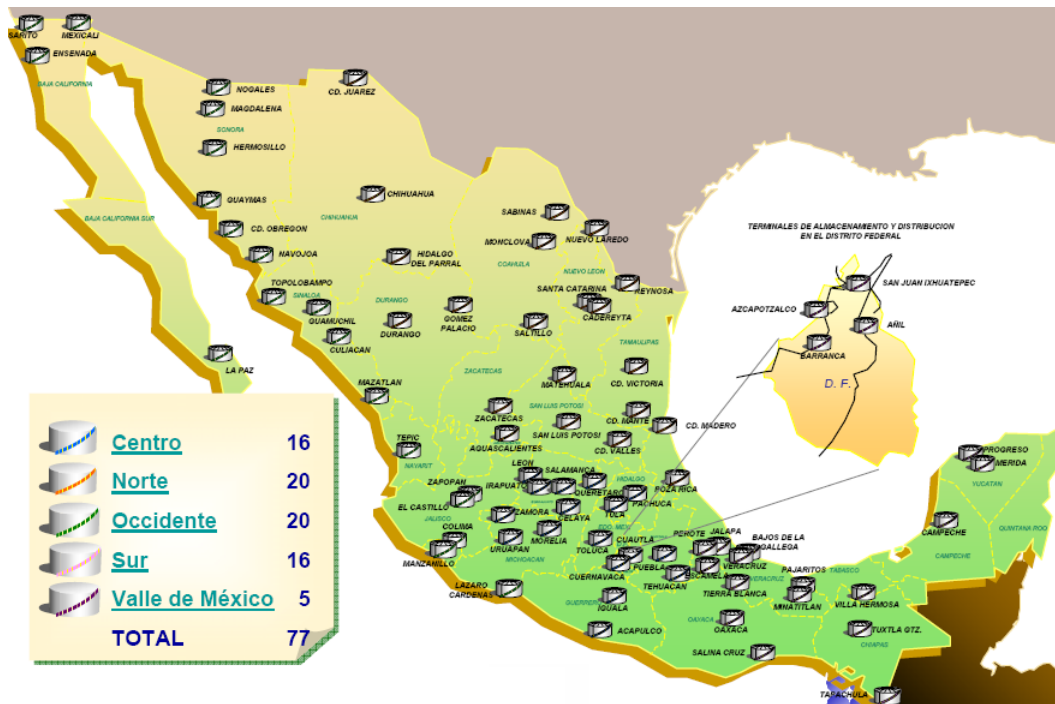 SARITO
MEXICALI
ENSENADA
BAJA CALIFORNIA
NOGALES
CD. JUAREZ
MAGDALENA
SONORA
HERMOSILLO
CHIHUAHUA
GUAYMAS
BAJA CALIFORNIA SUR
CHIHUAHUA
CD. OBREGON
SABINAS
NUEVO LAREDO
MONCLOVA
NAVOJOA
HIDALGO
DEL PARRAL
COAHUILA
NUEVO LEON
TOPOLOBAMPO
SINALOA
DURANGO
SANTA CATARINA
REYNOSA
GUAMUCHIL
DURANGO
GOMEZ
PALACIO
SALTILLO
CADEREYTA
CULIACAN
TAMAULIPAS
LA PAZ
ZACATECAS
MATEHUALA
CD. VICTORIA
MAZATLAN
ZACATECAS
SAN LUIS POTOSI
CD. MANTE
SAN LUIS POTOSI
CD. MADERO
TEPIC
AGUASCALIENTES
CD. VALLES
NAYARIT
LEON
SALAMANCA
ZAPOPAN
IRAPUATO
QUERETARO
HIDALGO
POZA RICA
EL CASTILLO
PACHUCA
JALISCO
ZAMORA
CELAYA
TULA
COLIMA
MORELIA
EDO. MEX.
CUAUTLA
PEROTE
JALAPA
BAJOS DE LA
GALLEGA
URUAPAN
TOLUCA
MANZANILLO
MICHOACAN
PUEBLA
VERACRUZ
CUERNAVACA
ESCAMELA
VERACRUZ
PAJARITOS
TABASCO
LAZARO
CARDENAS
TEHUACAN
TIERRA BLANCA
GUERRERO
IGUALA
MINATITLAN
VILLA HERMOSA
OAXACA
OAXACA
ACAPULCO
TUXTLA GTZ.
CHIAPAS
SALINA CRUZ
TAPACHULA
PROGRESO
MERIDA
YUCATAN
CAMPECHE
QUINTANA ROO
CAMPECHE
TERMINALES DE ALMACENAMIENTO Y DISTRIBUCION
EN EL DISTRITO FEDERAL
SAN JUAN IXHUATEPEC
AZCAPOTZALCO
AÑIL
BARRANCA
D. F.
Centro 16
Norte 20
Occidente 20
Sur 16
Valle de México 5
TOTAL 77